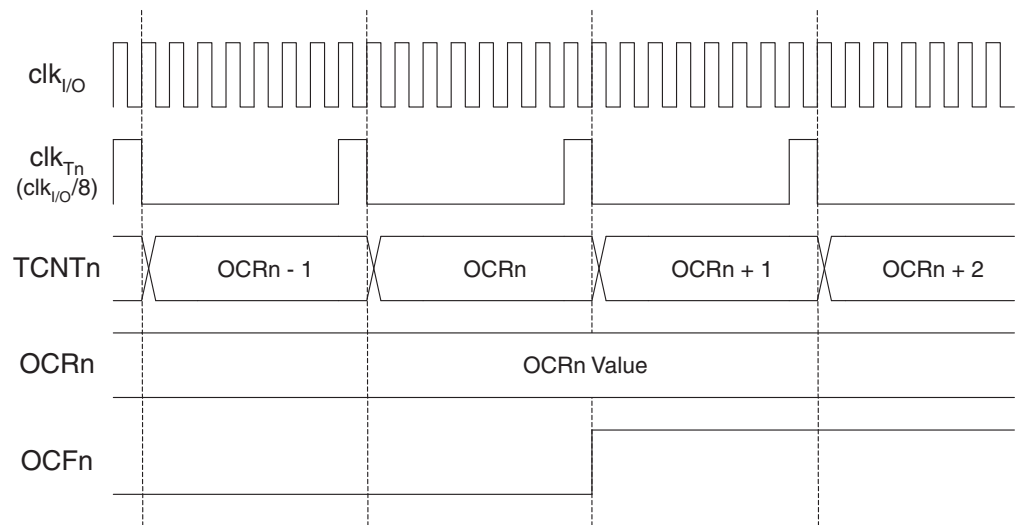 clkI/O
clkTn
(clkI/O/8)
TCNTn
OCRn - 1
OCRn
OCRn + 1
OCRn + 2
OCRn
OCRn Value
OCFn